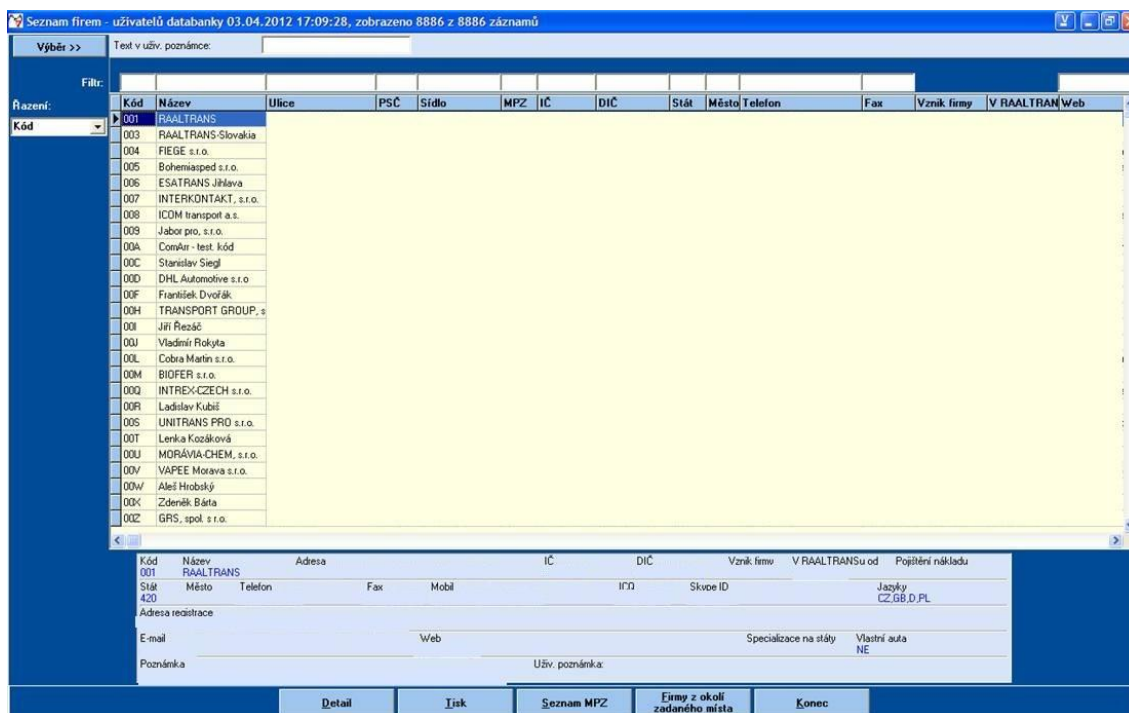 Seznam firem - uživatelů databanky 03.04.2012 17:09:28, zobrazeno 8886 z 8886 záznamů
Výběr >> Text v uživ. poznámce:
Filtr:
Řazení:
Kód
Kód Název Ulice PSČ Sídlo MPZ IČ DIČ Stát Město Telefon Fax Vznik firmy V RAALTRAN Web
001 RAALTRANS
003 RAALTRANS-Slovakia
004 FIEGE s.r.o.
005 Bohemiasped s.r.o.
006 ESATRANS Jihlava
007 INTERKONTAKT, s.r.o.
008 ICOM transport a.s.
009 Jabor pro, s.r.o.
00A ComArr - test. kód
00C Stanislav Siegl
00D DHL Automotive s.r.o
00F František Dvořák
00H TRANSPORT GROUP, s
00I Jiří Řezáč
00J Vladimír Rokyta
00L Cobra Martin s.r.o.
00M BIOFER s.r.o.
00Q INTREX-CZECH s.r.o.
00R Ladislav Kubiš
00S UNITRANS PRO s.r.o.
00T Lenka Kozáková
00U MORÁVIA-CHEM, s.r.o.
00V VAPEE Morava s.r.o.
00W Aleš Hrobský
00X Zdeněk Bárta
00Z GRS, spol. s r.o.
Kód Název Adresa IČ DIČ Vznik firmy V RAALTRANSu od Pojištění nákladu
001 RAALTRANS
Stát Město Telefon Fax Mobil ICQ Skype ID Jazyky
420 CZ,GB,D,PL
Adresa registrace
E-mail Web Specializace na státy Vlastní auta
NE
Poznámka Uživ. poznámka:
Detail Tisk Seznam MPZ Firmy z okolí zadaného místa Konec